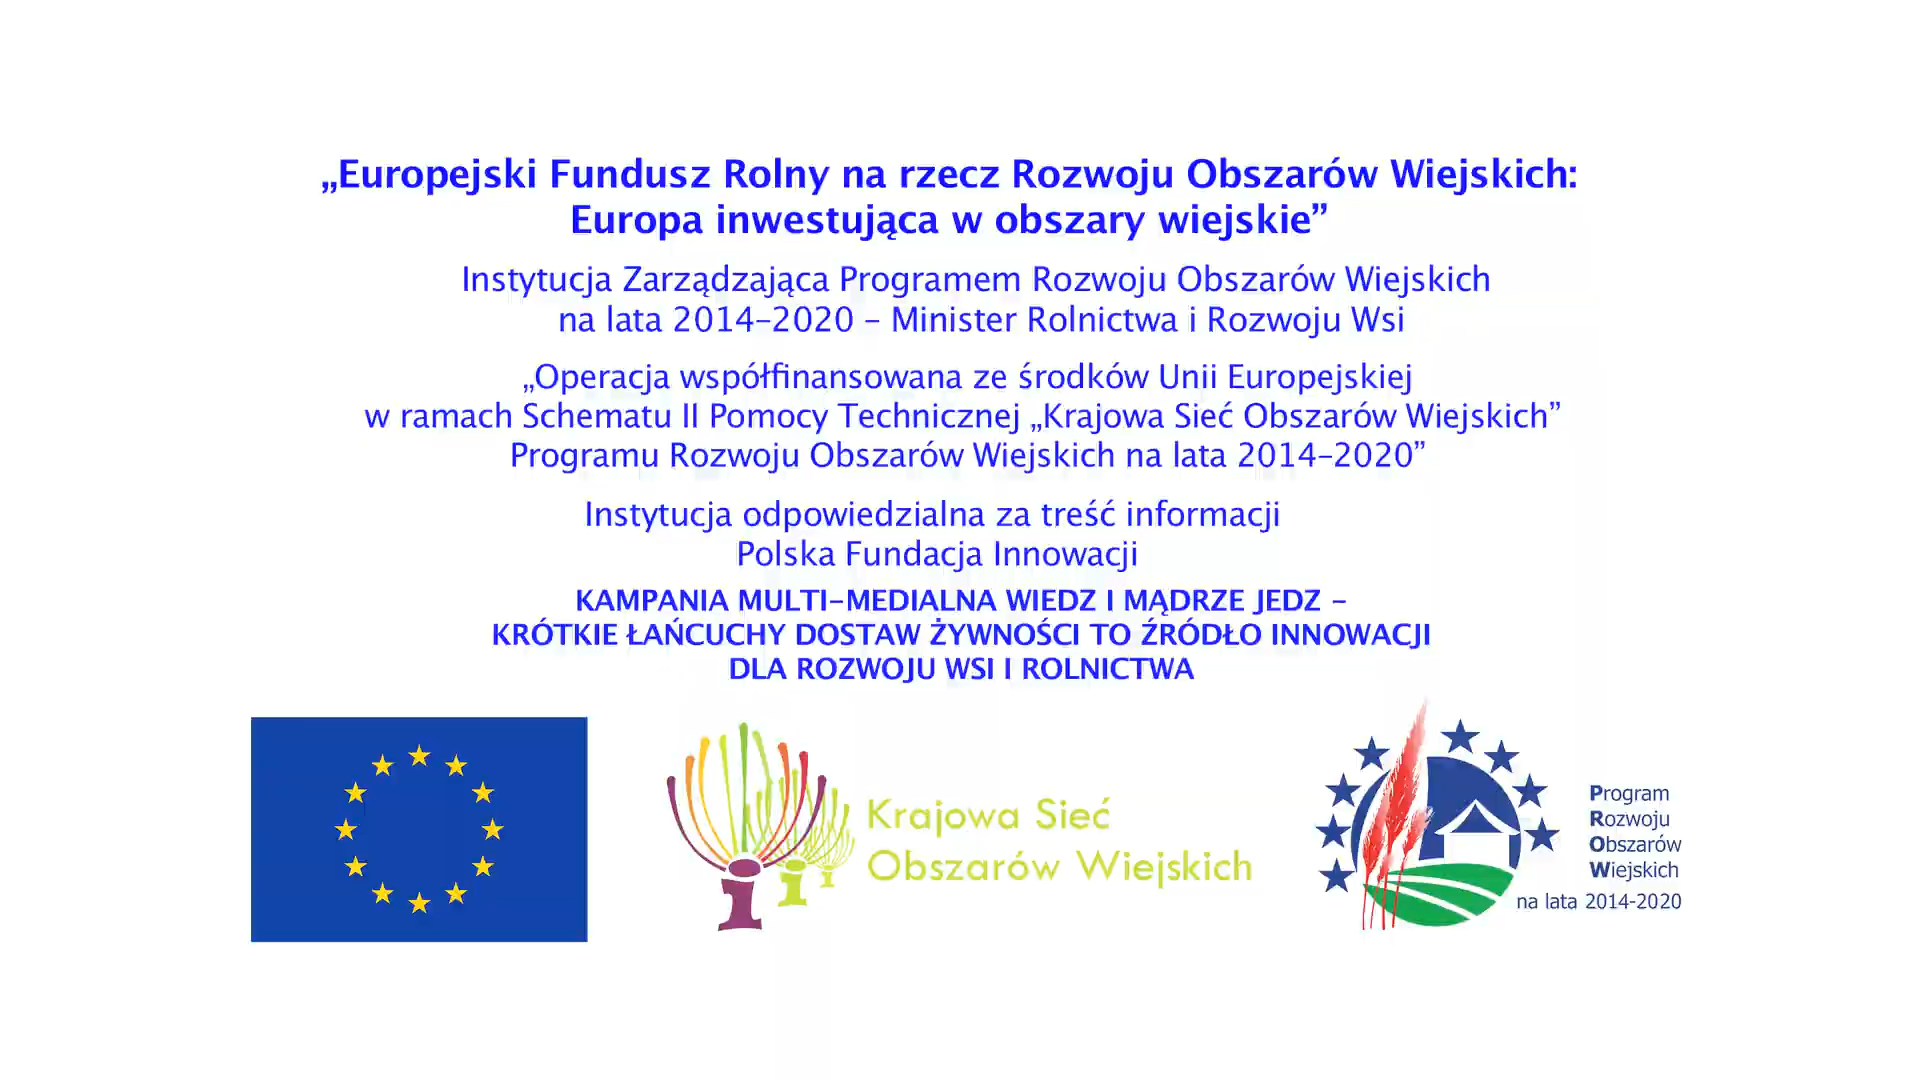 „Europejski Fundusz Rolny na rzecz Rozwoju Obszarów Wiejskich:
Europa inwestująca w obszary wiejskie”
Instytucja Zarządzająca Programem Rozwoju Obszarów Wiejskich
na lata 2014–2020 – Minister Rolnictwa i Rozwoju Wsi
„Operacja współfinansowana ze środków Unii Europejskiej
w ramach Schematu II Pomocy Technicznej „Krajowa Sieć Obszarów Wiejskich”
Programu Rozwoju Obszarów Wiejskich na lata 2014–2020”
Instytucja odpowiedzialna za treść informacji
Polska Fundacja Innowacji
KAMPANIA MULTI–MEDIALNA WIEDZ I MĄDRZE JEDZ –
KRÓTKIE ŁAŃCUCHY DOSTAW ŻYWNOŚCI TO ŹRÓDŁO INNOWACJI
DLA ROZWOJU WSI I ROLNICTWA
Krajowa Sieć
Obszarów Wiejskich
Program
Rozwoju
Obszarów
Wiejskich
na lata 2014-2020